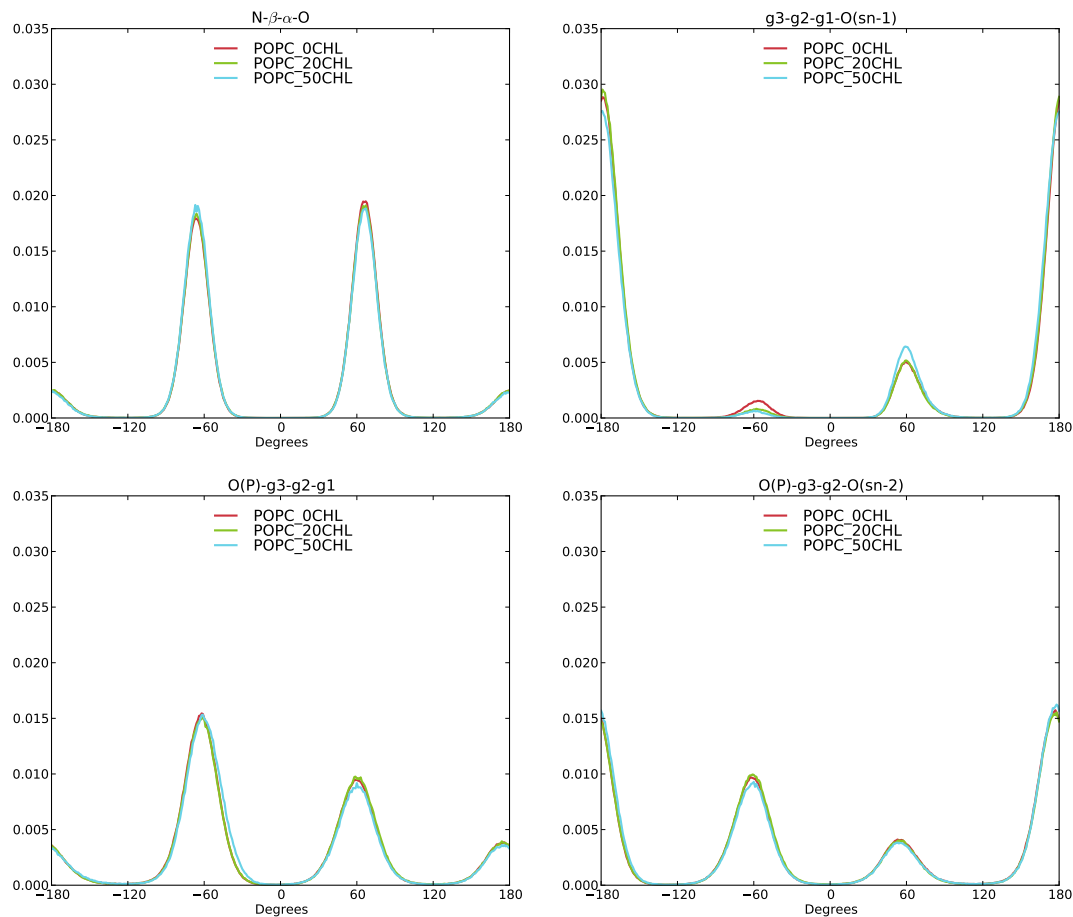 N-β-α-O
0.035
0.030
0.025
0.020
0.015
0.010
0.005
0.000
POPC_0CHL
POPC_20CHL
POPC_50CHL
−180 −120 −60 0 60 120 180
Degrees
g3-g2-g1-O(sn-1)
0.035
0.030
0.025
0.020
0.015
0.010
0.005
0.000
POPC_0CHL
POPC_20CHL
POPC_50CHL
−180 −120 −60 0 60 120 180
Degrees
O(P)-g3-g2-g1
0.035
0.030
0.025
0.020
0.015
0.010
0.005
0.000
POPC_0CHL
POPC_20CHL
POPC_50CHL
−180 −120 −60 0 60 120 180
Degrees
O(P)-g3-g2-O(sn-2)
0.035
0.030
0.025
0.020
0.015
0.010
0.005
0.000
POPC_0CHL
POPC_20CHL
POPC_50CHL
−180 −120 −60 0 60 120 180
Degrees